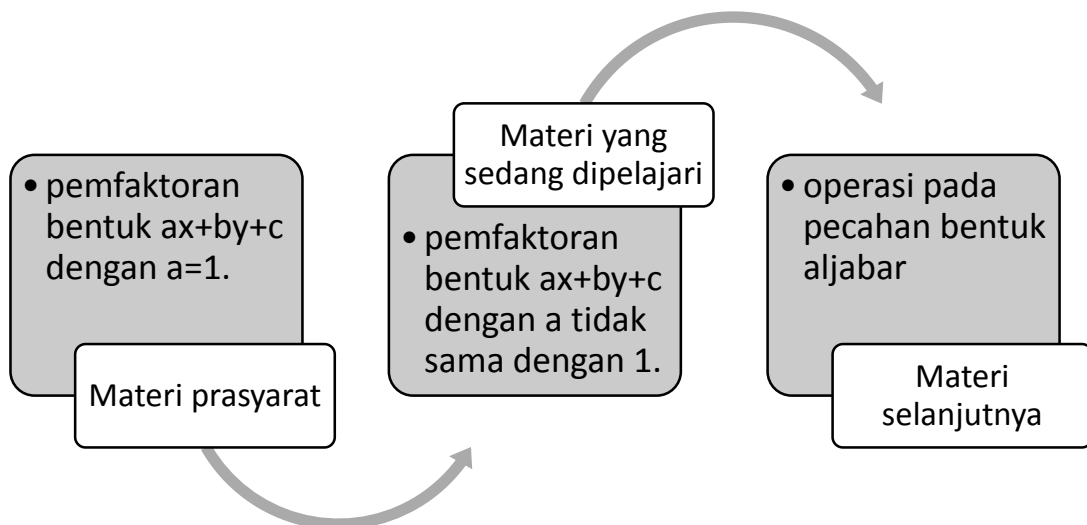 • pemfaktoran
bentuk ax+by+c
dengan a=1.
Materi prasyarat
Materi yang
sedang dipelajari
• pemfaktoran
bentuk ax+by+c
dengan a tidak
sama dengan 1.
• operasi pada
pecahan bentuk
aljabar
Materi
selanjutnya